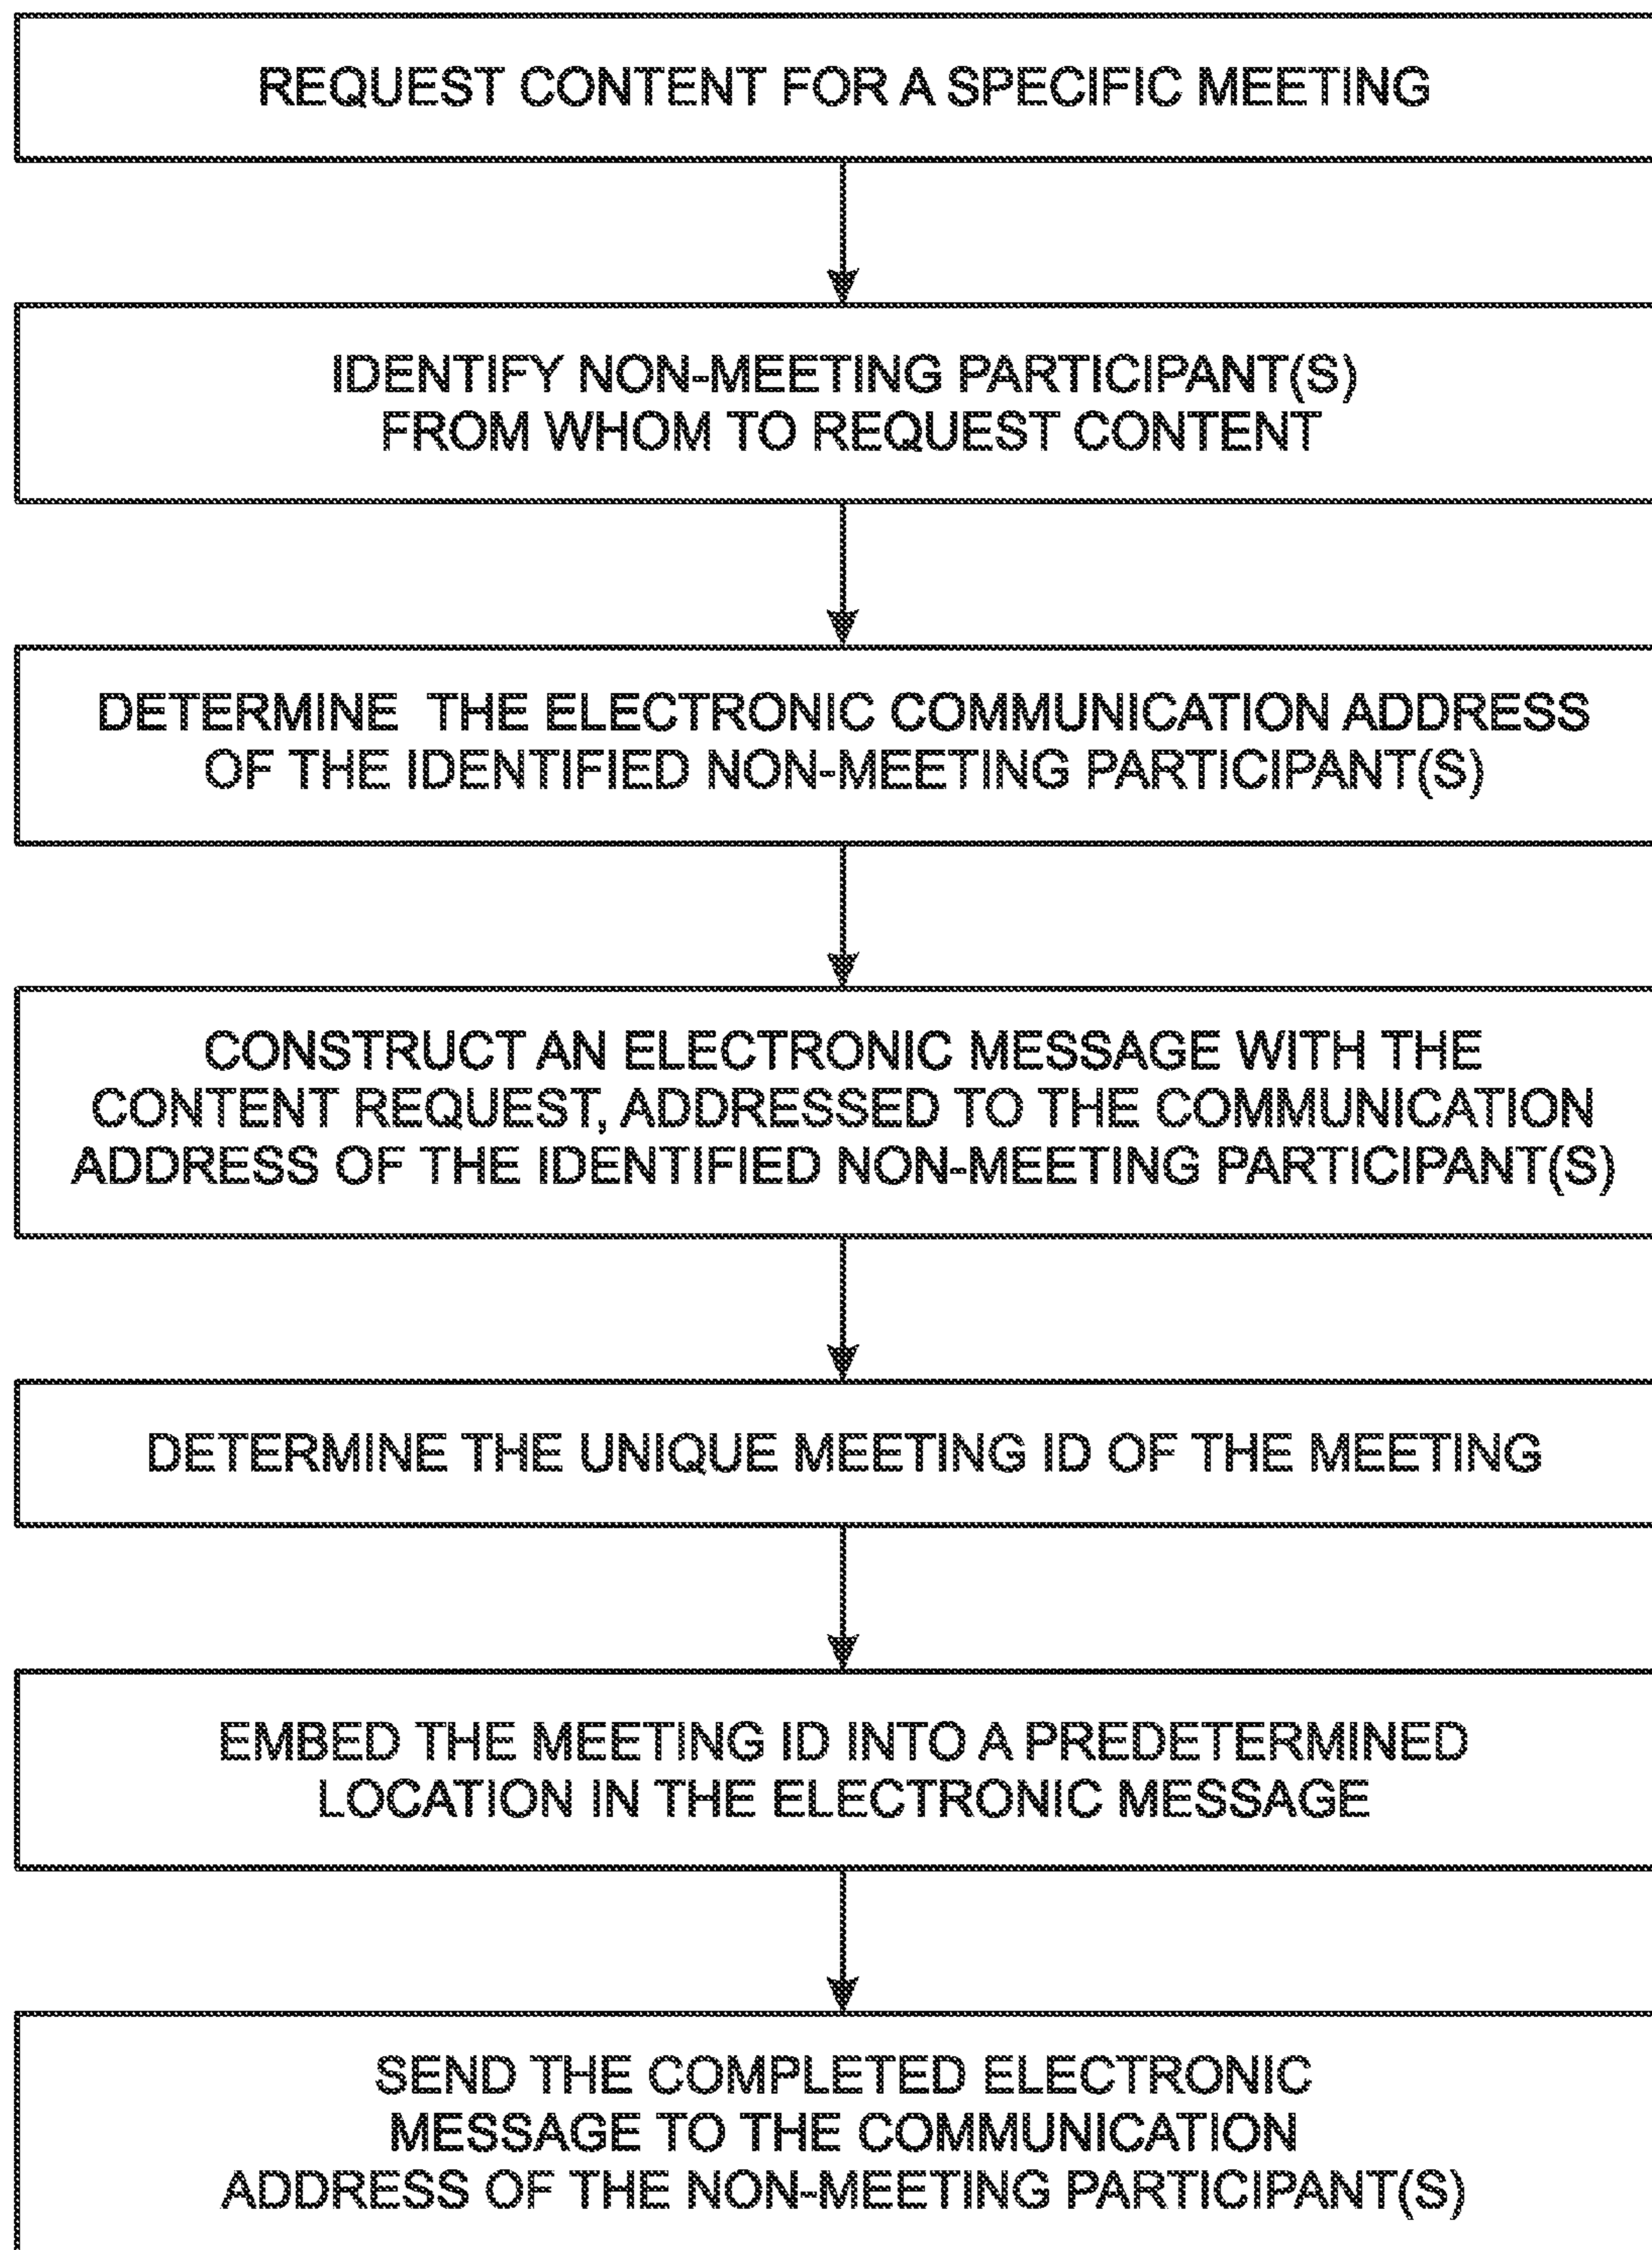 REQUEST CONTENT FOR A SPECIFIC MEETING
IDENTIFY NON-MEETING PARTICIPANT(S)
FROM WHOM TO REQUEST CONTENT
DETERMINE THE ELECTRONIC COMMUNICATION ADDRESS
OF THE IDENTIFIED NON-MEETING PARTICIPANT(S)
CONSTRUCT AN ELECTRONIC MESSAGE WITH THE
CONTENT REQUEST, ADDRESSED TO THE COMMUNICATION
ADDRESS OF THE IDENTIFIED NON-MEETING PARTICIPANT(S)
DETERMINE THE UNIQUE MEETING ID OF THE MEETING
EMBED THE MEETING ID INTO A PREDETERMINED
LOCATION IN THE ELECTRONIC MESSAGE
SEND THE COMPLETED ELECTRONIC
MESSAGE TO THE COMMUNICATION
ADDRESS OF THE NON-MEETING PARTICIPANT(S)